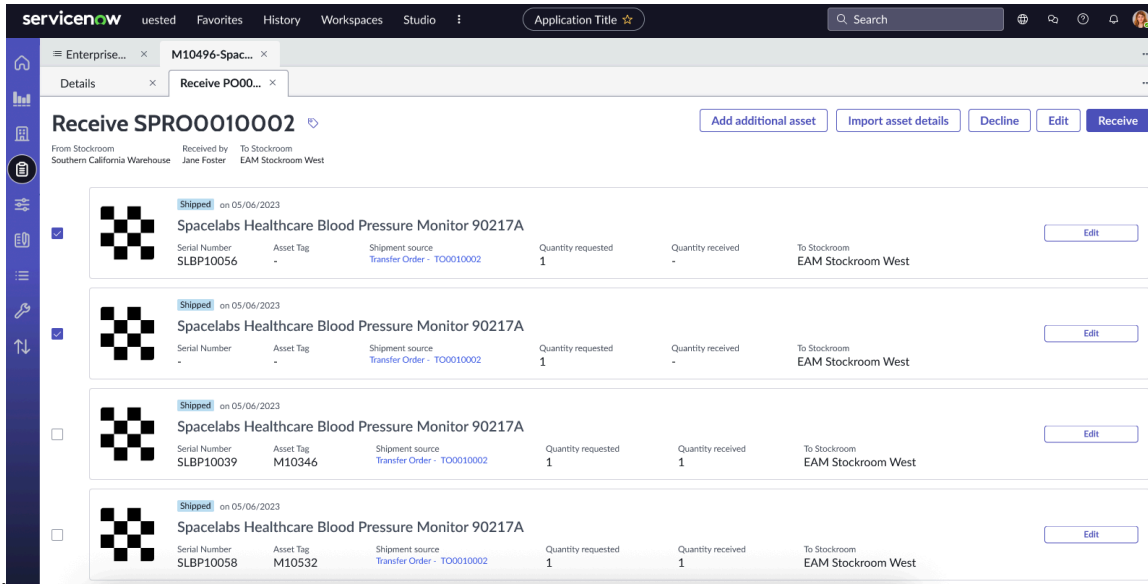 servicenow uested Favorites History Workspaces Studio Application Title Search
Enterprise... M10496-Spac...
Details Receive PO00...
Receive SPRO0010002
Add additional asset Import asset details Decline Edit Receive
From Stockroom Received by To Stockroom
Southern California Warehouse Jane Foster EAM Stockroom West
Shipped on 05/06/2023
Spacelabs Healthcare Blood Pressure Monitor 90217A
Edit
Serial Number Asset Tag Shipment source Quantity requested Quantity received To Stockroom
SLBP10056 - Transfer Order - TO0010002 1 - EAM Stockroom West
Shipped on 05/06/2023
Spacelabs Healthcare Blood Pressure Monitor 90217A
Edit
Serial Number Asset Tag Shipment source Quantity requested Quantity received To Stockroom
- - Transfer Order - TO0010002 1 - EAM Stockroom West
Shipped on 05/06/2023
Spacelabs Healthcare Blood Pressure Monitor 90217A
Edit
Serial Number Asset Tag Shipment source Quantity requested Quantity received To Stockroom
SLBP10039 M10346 Transfer Order - TO0010002 1 1 EAM Stockroom West
Shipped on 05/06/2023
Spacelabs Healthcare Blood Pressure Monitor 90217A
Edit
Serial Number Asset Tag Shipment source Quantity requested Quantity received To Stockroom
SLBP10058 M10532 Transfer Order - TO0010002 1 1 EAM Stockroom West